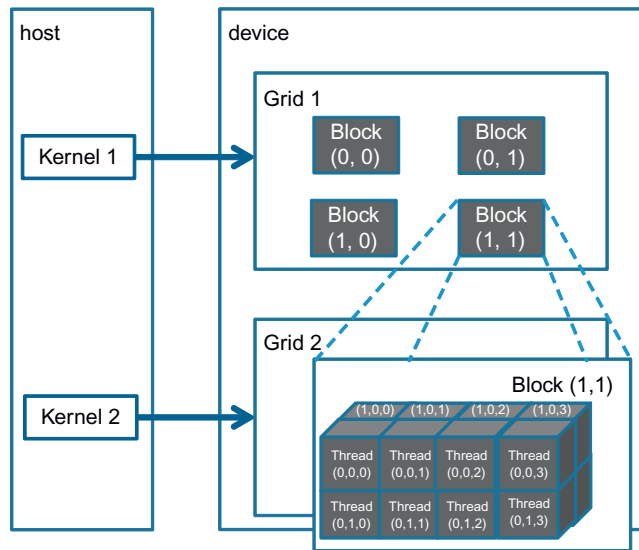 host
device
Grid 1
Kernel 1
Block
(0, 0)
Block
(0, 1)
Block
(1, 0)
Block
(1, 1)
Grid 2
Kernel 2
Block (1,1)
(1,0,0) (1,0,1) (1,0,2) (1,0,3)
Thread
(0,0,0)
Thread
(0,0,1)
Thread
(0,0,2)
Thread
(0,0,3)
Thread
(0,1,0)
Thread
(0,1,1)
Thread
(0,1,2)
Thread
(0,1,3)